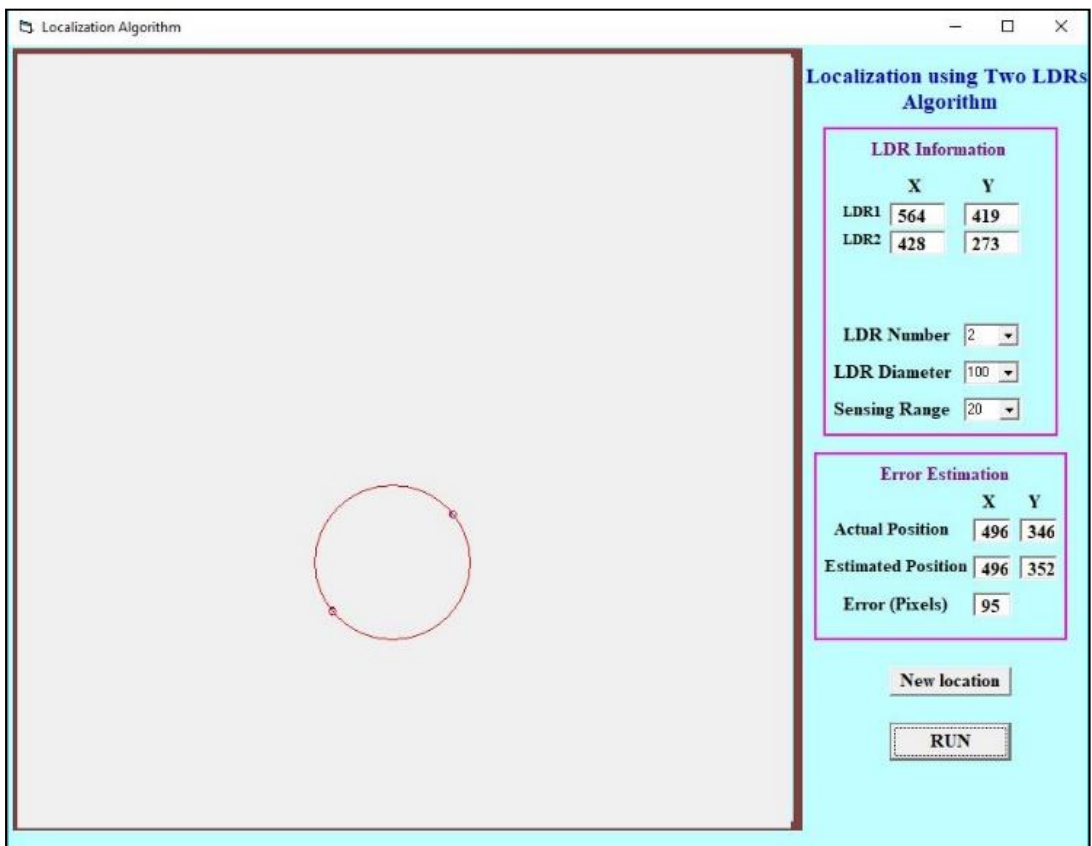 Localization Algorithm
Localization using Two LDRs
Algorithm
LDR Information
X Y
LDR1 564 419
LDR2 428 273
LDR Number 2
LDR Diameter 100
Sensing Range 20
Error Estimation
X Y
Actual Position 496 346
Estimated Position 496 352
Error (Pixels) 95
New location
RUN